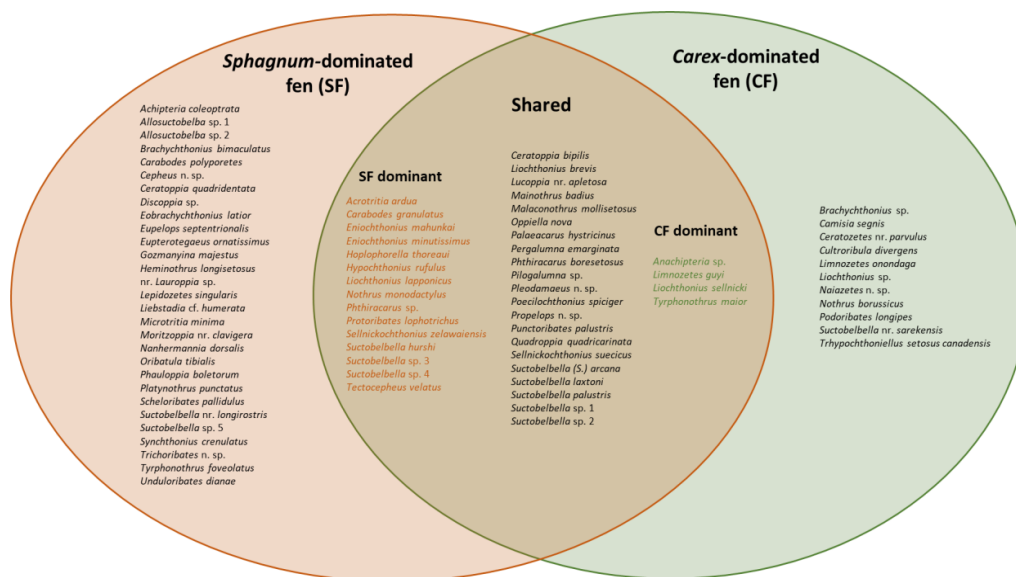 Sphagnum-dominated
fen (SF)
Achipteria coleoptrata
Allosuctobelba sp. 1
Allosuctobelba sp. 2
Brachychthonius bimaculatus
Carabodes polyporetes
Cepheus n. sp.
Ceratoppia quadridentata
Discoppia sp.
Eobrachychthonius latior
Eupelops septentrionalis
Eupterotegaeus ornatissimus
Gozmanyina majestus
Heminothrus longisetosus
nr. Lauroppia sp.
Lepidozetes singularis
Liebstadia cf. humerata
Microtritia minima
Moritzoppia nr. clavigera
Nanhermannia dorsalis
Oribatula tibialis
Phauloppia boletorum
Platynothrus punctatus
Scheloribates pallidulus
Suctobelbella nr. longirostris
Suctobelbella sp. 5
Synchthonius crenulatus
Trichoribates n. sp.
Tyrphonothrus foveolatus
Unduloribates dianae
Shared
SF dominant
Acrotritia ardua
Carabodes granulatus
Eniochthonius mahunkai
Eniochthonius minutissimus
Hoplophorella thoreaui
Hypochthonius rufulus
Liochthonius lapponicus
Nothrus monodactylus
Phthiracarus sp.
Protoribates lophotrichus
Sellnickochthonius zelawaiensis
Suctobelbella hurshi
Suctobelbella sp. 3
Suctobelbella sp. 4
Tectocepheus velatus
Ceratoppia bipilis
Liochthonius brevis
Lucoppia nr. apletosa
Mainothrus badius
Malaconothrus mollisetosus
Oppiella nova
Palaeacarus hystricinus
Pergalumna emarginata
Phthiracarus boresetosus
Pilogalumna sp.
Pleodamaeus n. sp.
Poecilochthonius spiciger
Propelops n. sp.
Punctoribates palustris
Quadroppia quadricarinata
Sellnickochthonius suecicus
Suctobelbella (S.) arcana
Suctobelbella laxtoni
Suctobelbella palustris
Suctobelbella sp. 1
Suctobelbella sp. 2
CF dominant
Anachipteria sp.
Limnozetes guyi
Liochthonius sellnicki
Tyrphonothrus maior
Carex-dominated
fen (CF)
Brachychthonius sp.
Camisia segnis
Ceratozetes nr. parvulus
Cultroribula divergens
Limnozetes onondaga
Liochthonius sp.
Naiazetes n. sp.
Nothrus borussicus
Podoribates longipes
Suctobelbella nr. sarekensis
Trhypochthoniellus setosus canadensis